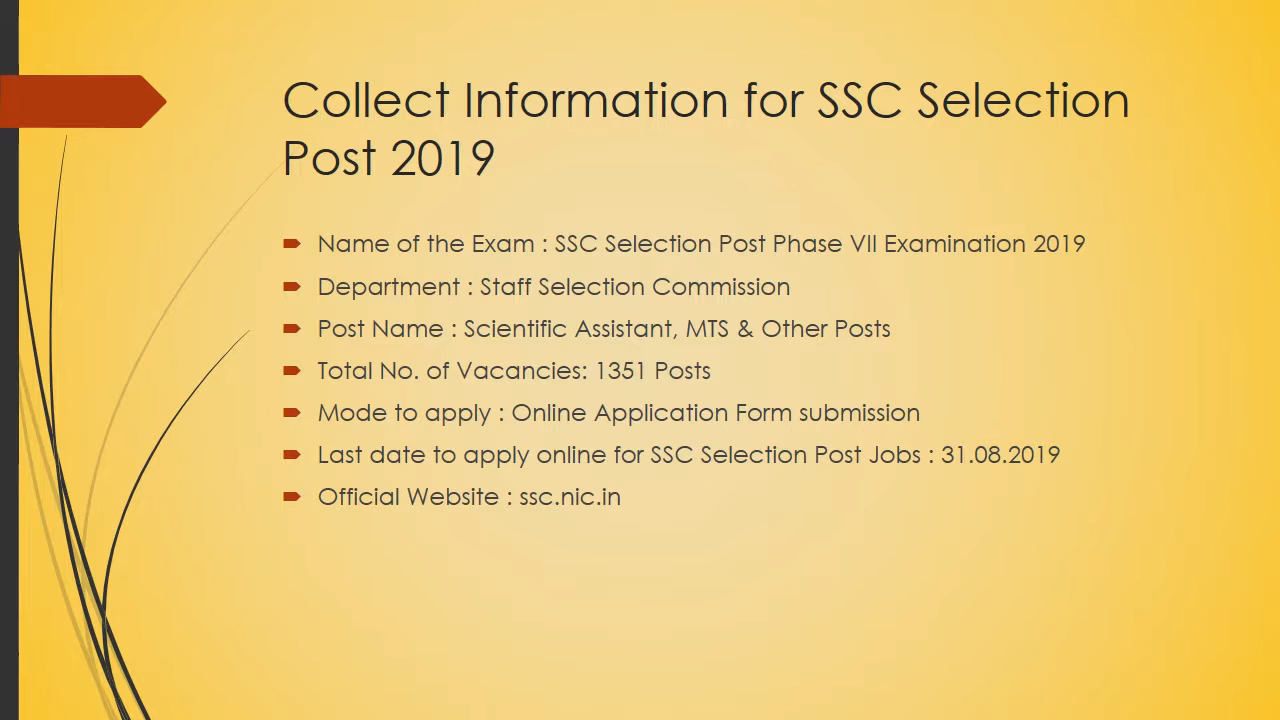 Collect Information for SSC Selection
Post 2019
Name of the Exam : SSC Selection Post Phase VII Examination 2019
Department : Staff Selection Commission
Post Name : Scientific Assistant, MTS & Other Posts
Total No. of Vacancies: 1351 Posts
Mode to apply : Online Application Form submission
Last date to apply online for SSC Selection Post Jobs : 31.08.2019
Official Website : ssc.nic.in